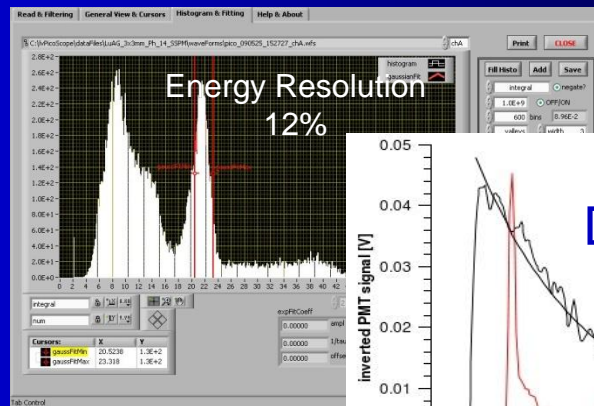 Read & Filtering
General View & Cursors
Histogram & Fitting
Help & About
C:\lvPicoScope\dataFiles\LuAG_3x3mm_Ph_14_SSPM\waveForms\pico_090525_152727_chA.wfs
chA
Print
CLOSE
histogram
gaussianFit
Energy Resolution
12%
Fill Histo
Add
Save
integral
negate?
1.0E+9
OFF/ON
600
bins
8.96E-2
valleys
width
3
2.8E+2
2.6E+2
2.4E+2
2.2E+2
2.0E+2
1.8E+2
1.6E+2
1.4E+2
1.2E+2
1.0E+2
8.0E+1
6.0E+1
4.0E+1
2.0E+1
0.0E+0
0 2 4 6 8 10 12 14 16 18 20 22 24 26 28 30 32 34 36 38 40 42
integral
num
Cursors:
X
Y
gaussFitMin
20.5238
1.3E+2
gaussFitMax
23.318
1.3E+2
expFitCoeff
0.00000
ampl
0.00000
1/tau
0.00000
offset
Tab Control
0.05
0.04
0.03
0.02
0.01
inverted PMT signal [V]